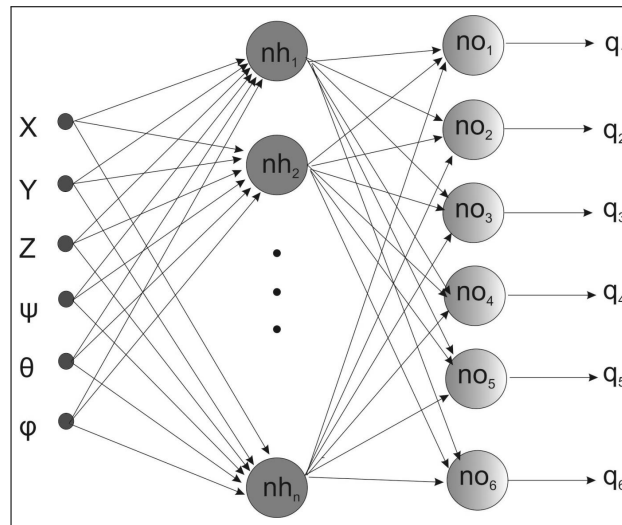 X
Y
Z
ψ
θ
φ
nh₁
nh₂
nhₙ
no₁
no₂
no₃
no₄
no₅
no₆
q
q₂
q₃
q₄
q₅
q₆